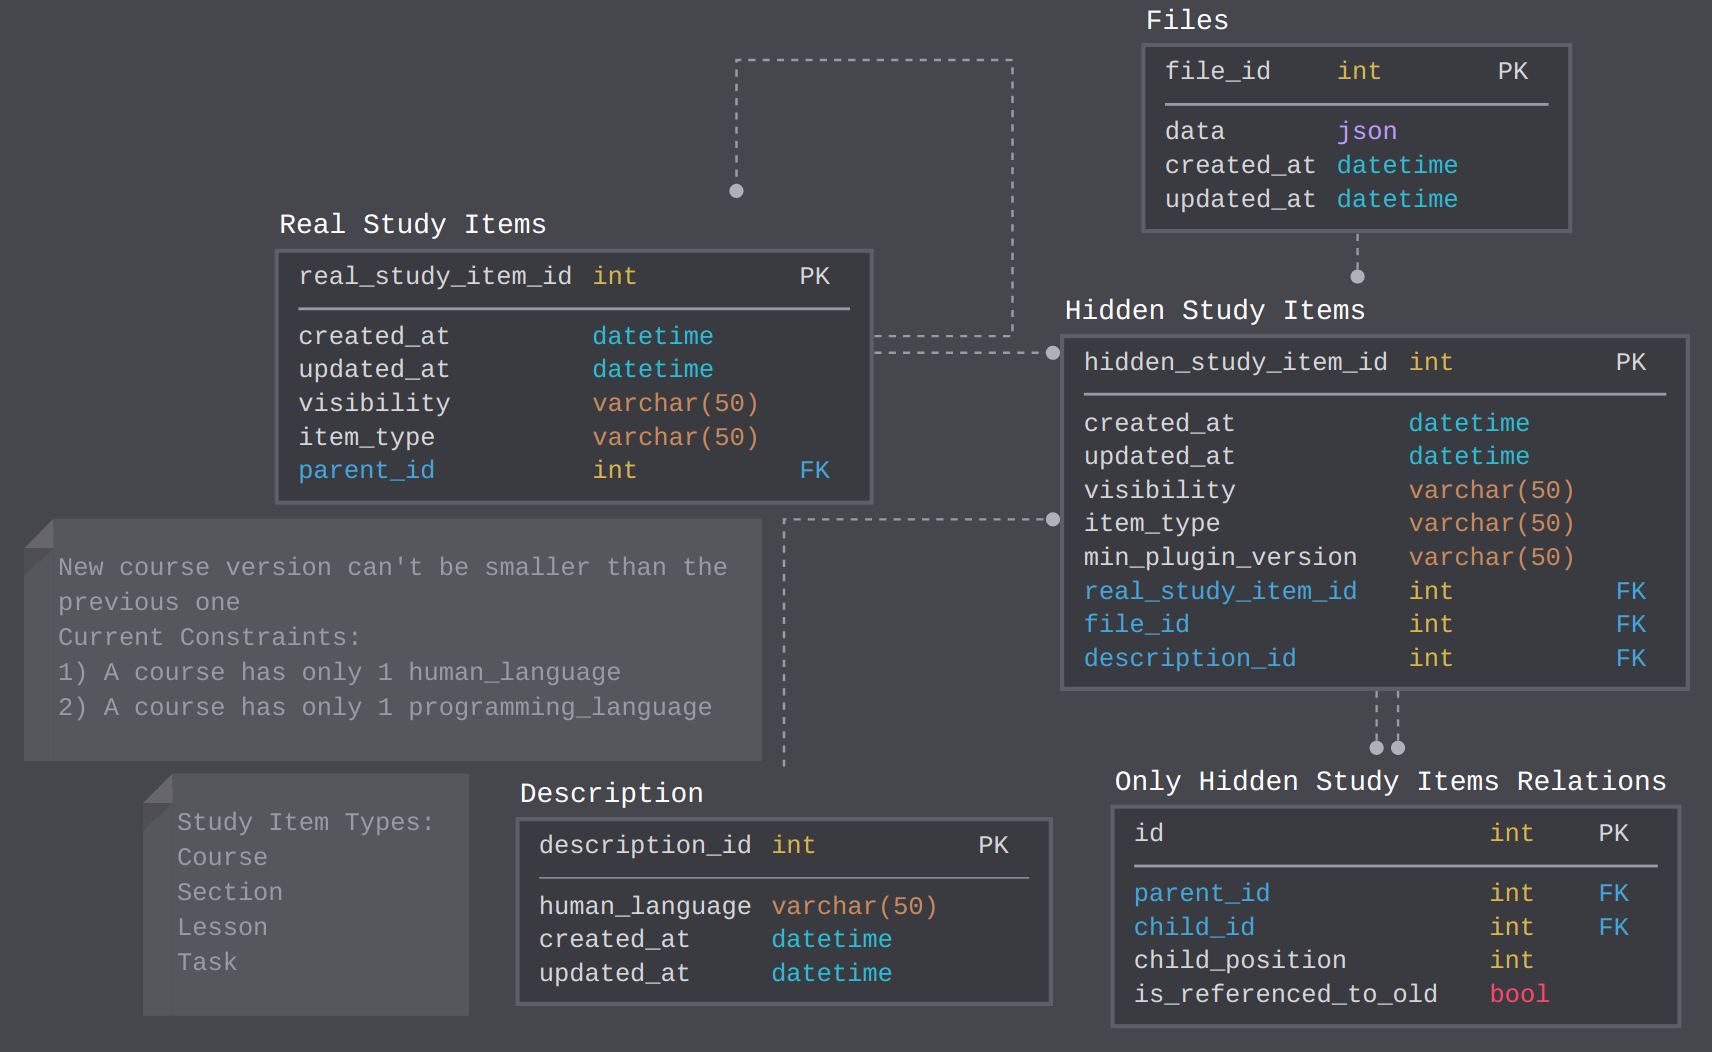 Files
file_id int PK
data json
created_at datetime
updated_at datetime
Real Study Items
real_study_item_id int PK
created_at datetime
updated_at datetime
visibility varchar(50)
item_type varchar(50)
parent_id int FK
Hidden Study Items
hidden_study_item_id int PK
created_at datetime
updated_at datetime
visibility varchar(50)
item_type varchar(50)
min_plugin_version varchar(50)
real_study_item_id int FK
file_id int FK
description_id int FK
New course version can't be smaller than the
previous one
Current Constraints:
1) A course has only 1 human_language
2) A course has only 1 programming_language
Study Item Types:
Course
Section
Lesson
Task
Description
description_id int PK
human_language varchar(50)
created_at datetime
updated_at datetime
Only Hidden Study Items Relations
id int PK
parent_id int FK
child_id int FK
child_position int
is_referenced_to_old bool